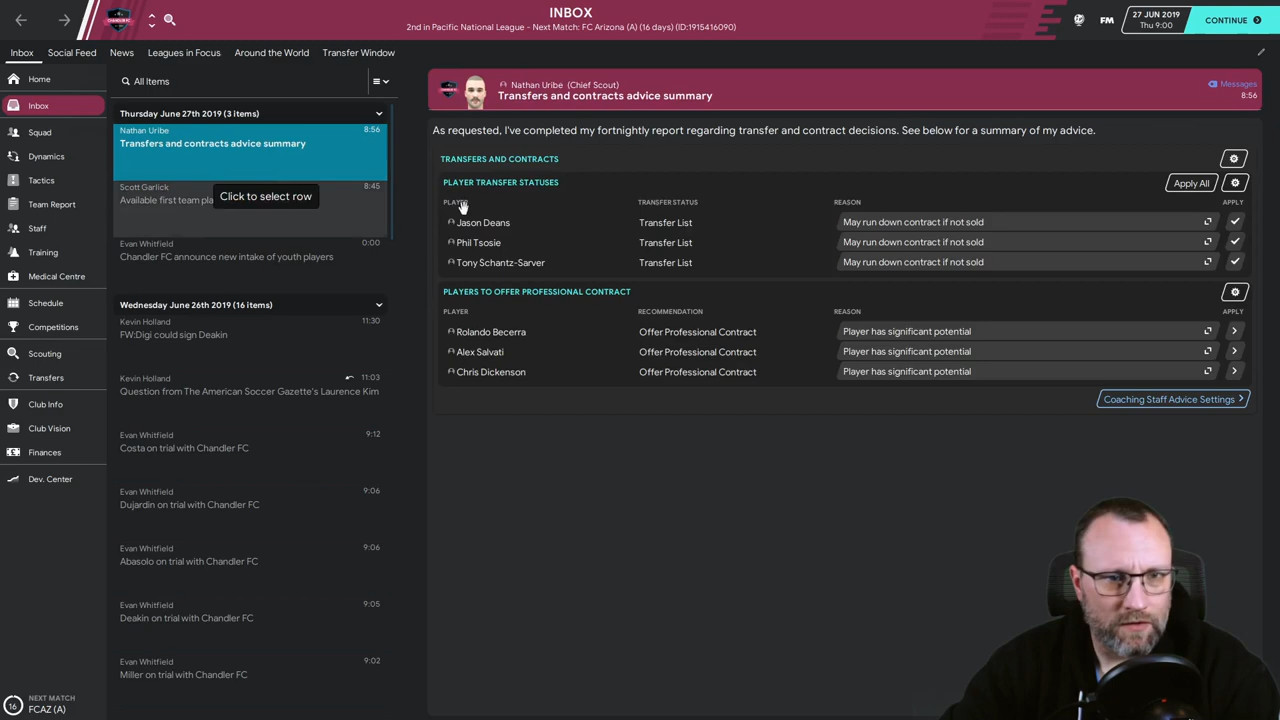 INBOX
2nd in Pacific National League - Next Match: FC Arizona (A) (16 days) (ID:1915416090)
CHANDLER FC
FM
27 JUN 2019
Thu 9:00
CONTINUE
Inbox
Social Feed
News
Leagues in Focus
Around the World
Transfer Window
Home
Inbox
Squad
Dynamics
Tactics
Team Report
Staff
Training
Medical Centre
Schedule
Competitions
Scouting
Transfers
Club Info
Club Vision
Finances
Dev. Center
16
NEXT MATCH
FCAZ (A)
All Items
Thursday June 27th 2019 (3 items)
Nathan Uribe 8:56
Transfers and contracts advice summary
Scott Garlick 8:45
Available first team pla
Click to select row
Evan Whitfield 0:00
Chandler FC announce new intake of youth players
Wednesday June 26th 2019 (16 items)
Kevin Holland 11:30
FW:Digi could sign Deakin
Kevin Holland 11:03
Question from The American Soccer Gazette's Laurence Kim
Evan Whitfield 9:12
Costa on trial with Chandler FC
Evan Whitfield 9:06
Dujardin on trial with Chandler FC
Evan Whitfield 9:06
Abasolo on trial with Chandler FC
Evan Whitfield 9:05
Deakin on trial with Chandler FC
Evan Whitfield 9:02
Miller on trial with Chandler FC
Nathan Uribe (Chief Scout)
Transfers and contracts advice summary
Messages
8:56
As requested, I've completed my fortnightly report regarding transfer and contract decisions. See below for a summary of my advice.
TRANSFERS AND CONTRACTS
PLAYER TRANSFER STATUSES
Apply All
PLAYER TRANSFER STATUS REASON APPLY
Jason Deans Transfer List May run down contract if not sold
Phil Tsosie Transfer List May run down contract if not sold
Tony Schantz-Sarver Transfer List May run down contract if not sold
PLAYERS TO OFFER PROFESSIONAL CONTRACT
PLAYER RECOMMENDATION REASON APPLY
Rolando Becerra Offer Professional Contract Player has significant potential
Alex Salvati Offer Professional Contract Player has significant potential
Chris Dickenson Offer Professional Contract Player has significant potential
Coaching Staff Advice Settings